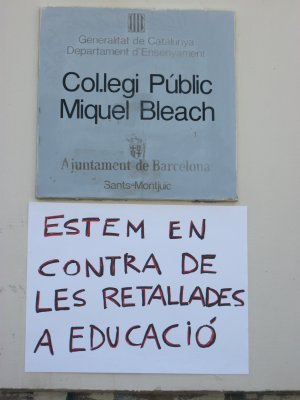 Generalitat de Catalunya
Departament d'Ensenyament
Col.legi Públic
Miquel Bleach
Ajuntament de Barcelona
Sants-Montjuïc
ESTEM EN
CONTRA DE
LES RETALLADES
A EDUCACIÓ